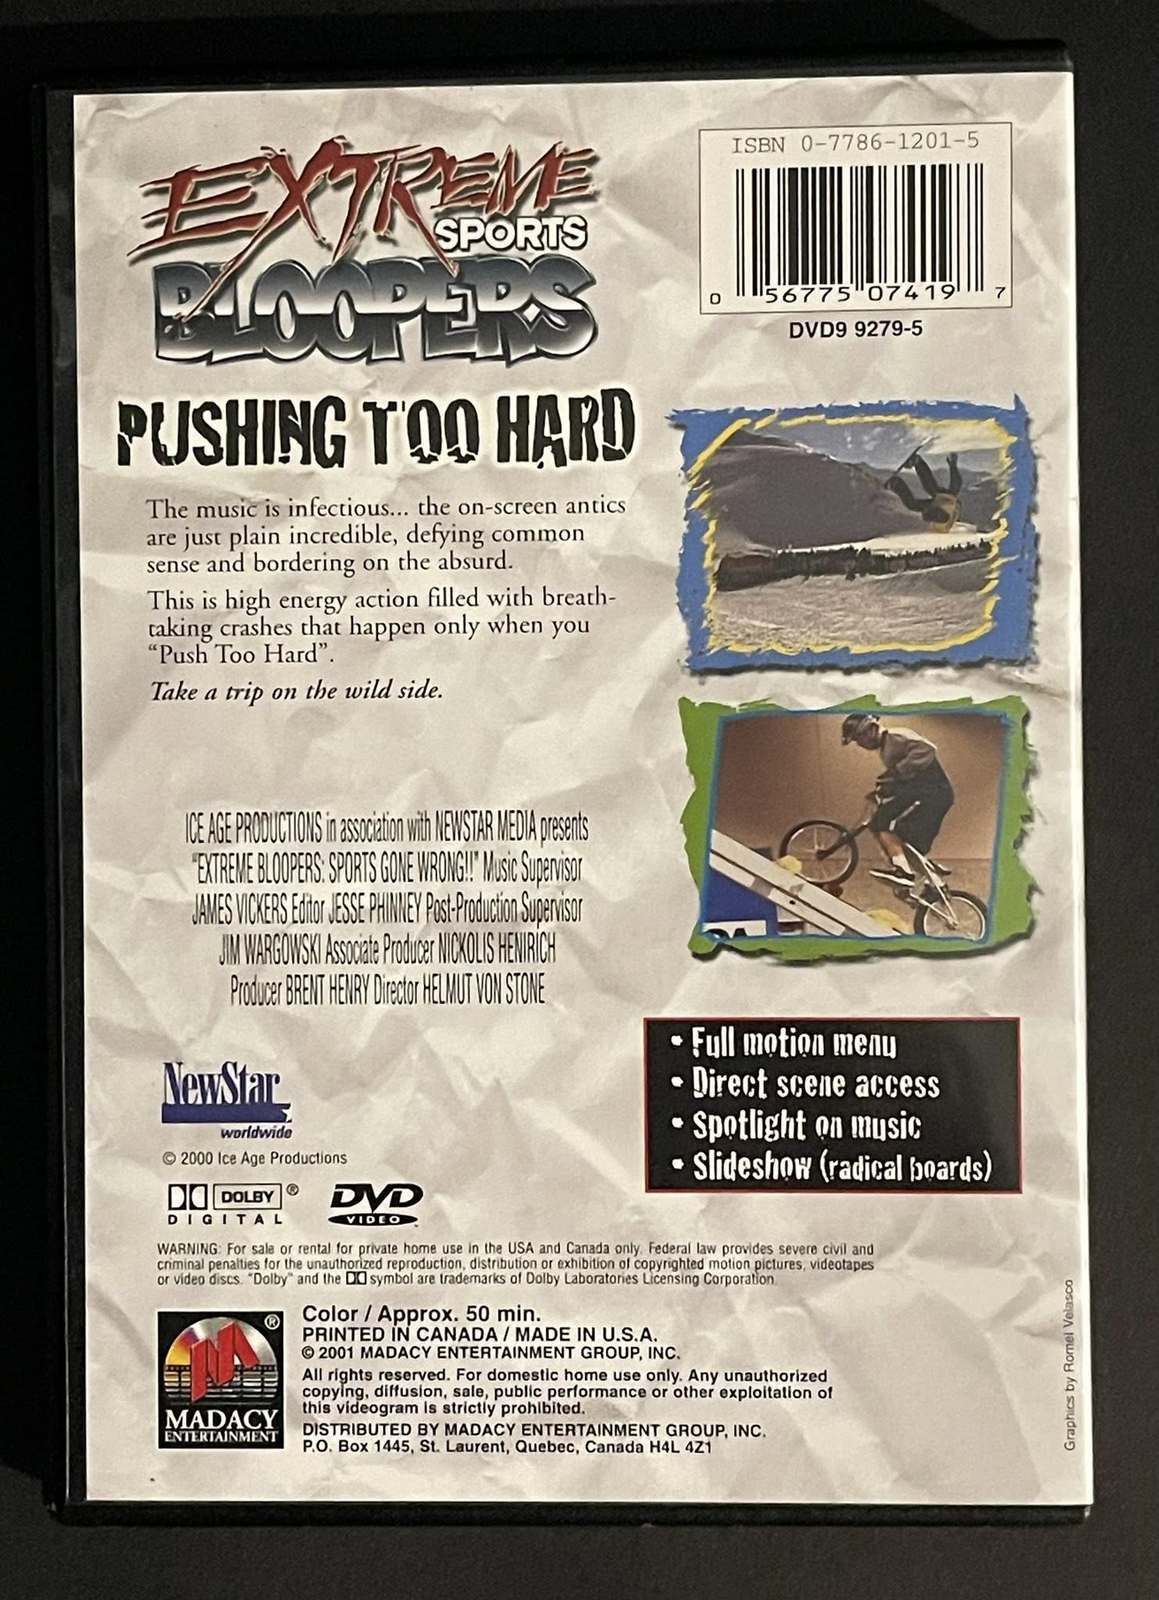 EXTREME
SPORTS
BLOOPERS
ISBN 0-7786-1201-5
0 56775 07419 7
DVD9 9279-5
PUSHING TOO HARD
The music is infectious... the on-screen antics
are just plain incredible, defying common
sense and bordering on the absurd.
This is high energy action filled with breath-
taking crashes that happen only when you
“Push Too Hard”.
Take a trip on the wild side.
ICE AGE PRODUCTIONS in association with NEWSTAR MEDIA presents
"EXTREME BLOOPERS: SPORTS GONE WRONG!!" Music Supervisor
JAMES VICKERS Editor JESSE PHINNEY Post-Production Supervisor
JIM WARGOWSKI Associate Producer NICKOLIS HENIRICH
Producer BRENT HENRY Director HELMUT VON STONE
• Full motion menu
• Direct scene access
• Spotlight on music
• Slideshow (radical boards)
NewStar
worldwide
© 2000 Ice Age Productions
DOLBY ®
DIGITAL
DVD
VIDEO
WARNING: For sale or rental for private home use in the USA and Canada only. Federal law provides severe civil and
criminal penalties for the unauthorized reproduction, distribution or exhibition of copyrighted motion pictures, videotapes
or video discs. "Dolby" and the DD symbol are trademarks of Dolby Laboratories Licensing Corporation.
®
MADACY
ENTERTAINMENT
Color / Approx. 50 min.
PRINTED IN CANADA / MADE IN U.S.A.
© 2001 MADACY ENTERTAINMENT GROUP, INC.
All rights reserved. For domestic home use only. Any unauthorized
copying, diffusion, sale, public performance or other exploitation of
this videogram is strictly prohibited.
DISTRIBUTED BY MADACY ENTERTAINMENT GROUP, INC.
P.O. Box 1445, St. Laurent, Quebec, Canada H4L 4Z1
Graphics by Romel Velasco